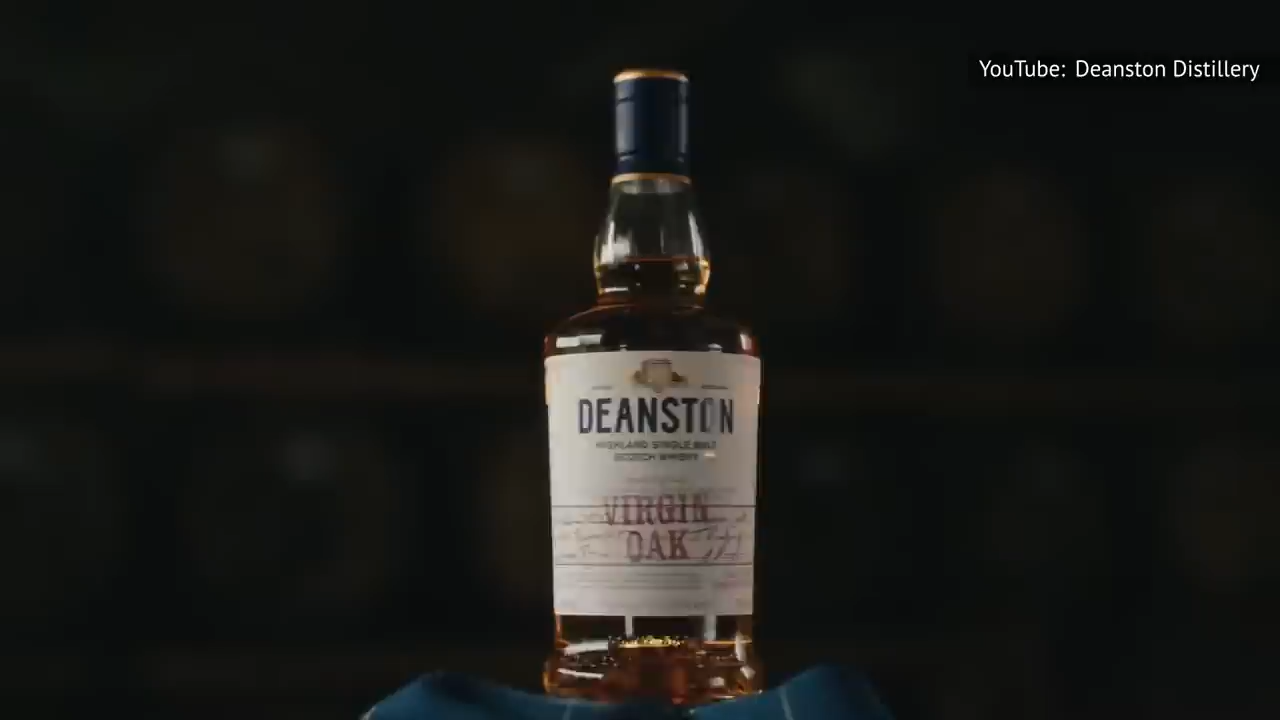 YouTube: Deanston Distillery
DEANSTON
HIGHLAND SINGLE MALT
SCOTCH WHISKY
VIRGIN
OAK